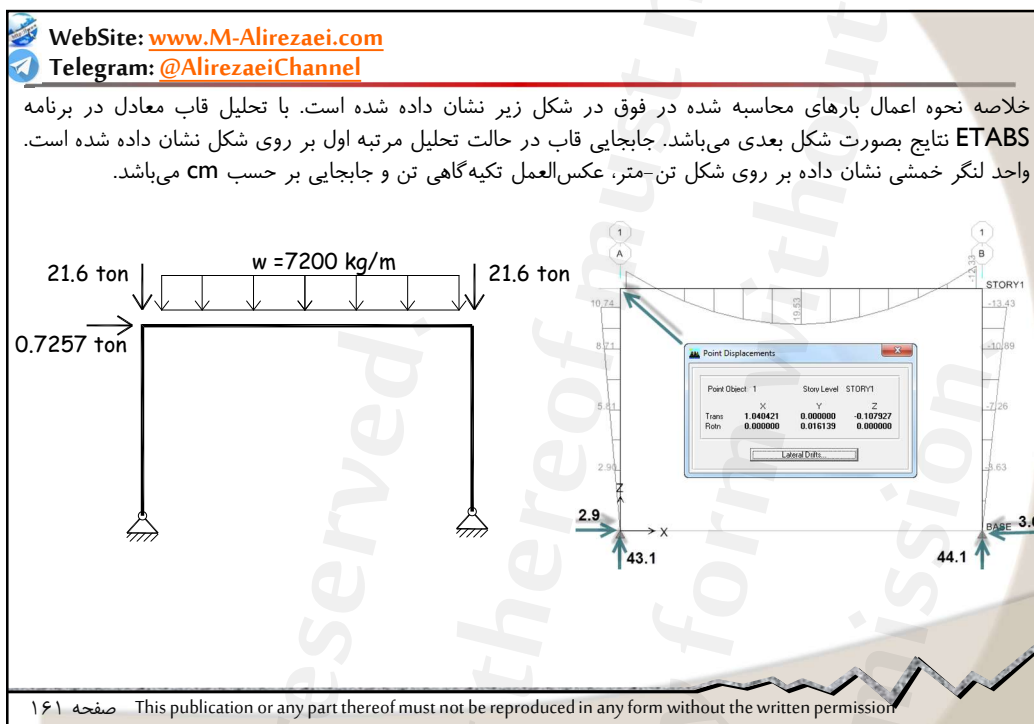 WebSite: www.M-Alirezaei.com
Telegram: @AlirezaeiChannel
خلاصه نحوه اعمال بارهای محاسبه شده در فوق در شکل زیر نشان داده شده است. با تحلیل قاب معادل در برنامه
ETABS نتایج بصورت شکل بعدی می‌باشد. جابجایی قاب در حالت تحلیل مرتبه اول بر روی شکل نشان داده شده است.
واحد لنگر خمشی نشان داده بر روی شکل تن-متر، عکس‌العمل تکیه‌گاهی تن و جابجایی بر حسب cm می‌باشد.
21.6 ton
w =7200 kg/m
21.6 ton
0.7257 ton
1
A
1
B
-12.33
STORY1
10.74
19.53
-13.43
8.71
-10.89
5.81
-7.26
2.90
-3.63
Point Displacements
Point Object 1 Story Level STORY1
X Y Z
Trans 1.040421 0.000000 -0.107927
Rotn 0.000000 0.016139 0.000000
Lateral Drifts...
Z
X
2.9
BASE
43.1
44.1
served.
thereof must n
form without
ission
صفحه ۱۶۱ This publication or any part thereof must not be reproduced in any form without the written permission